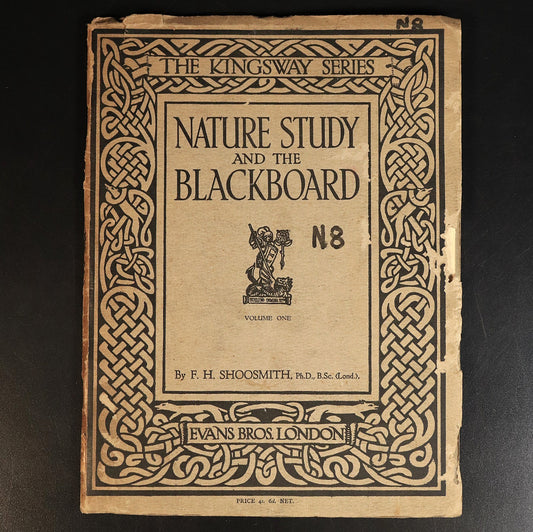 N8
THE KINGSWAY SERIES
NATURE STUDY
AND THE
BLACKBOARD
N8
VOLUME ONE
By F. H. SHOOSMITH, Ph.D., B.Sc. (Lond.).
EVANS BROS. LONDON
PRICE 4s. 6d. NET.